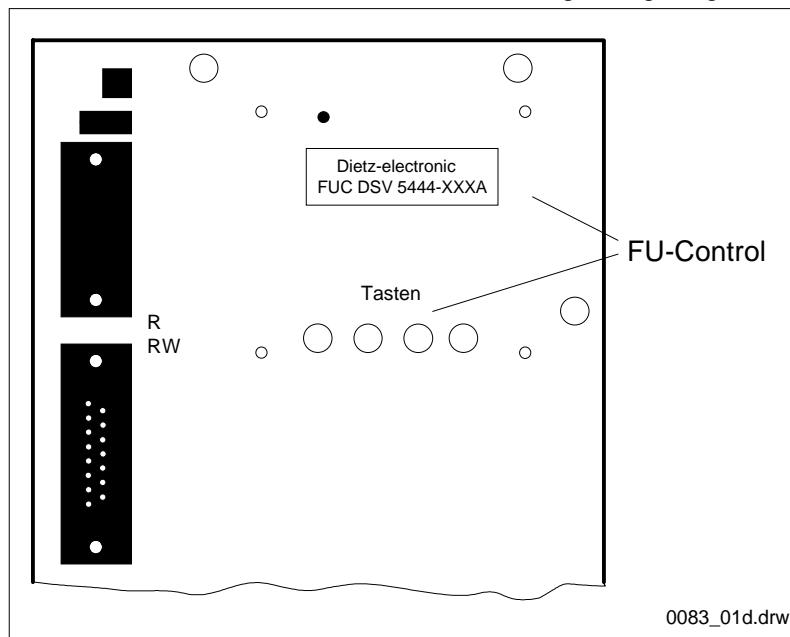 Dietz-electronic
FUC DSV 5444-XXXA
FU-Control
Tasten
R
RW
0083_01d.drw